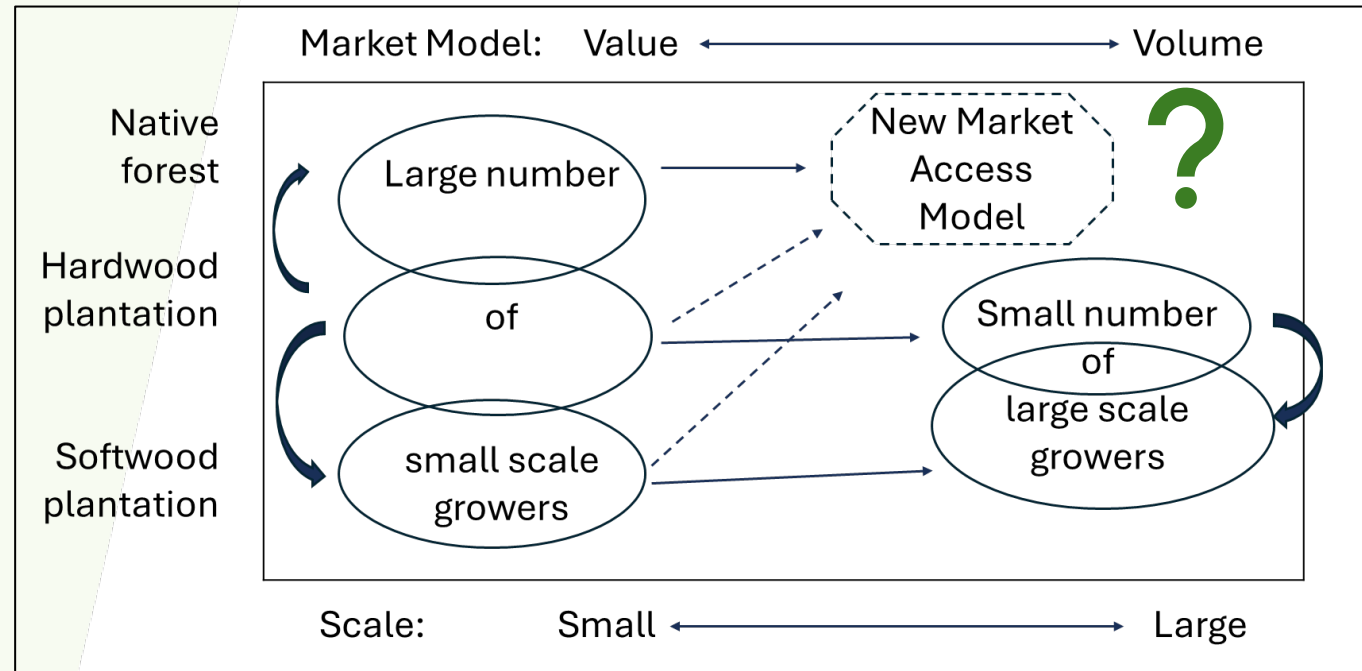 Market Model: Value Volume
Native
forest
Hardwood
plantation
Softwood
plantation
Large number
of
small scale
growers
New Market
Access
Model
?
Small number
of
large scale
growers
Scale: Small Large